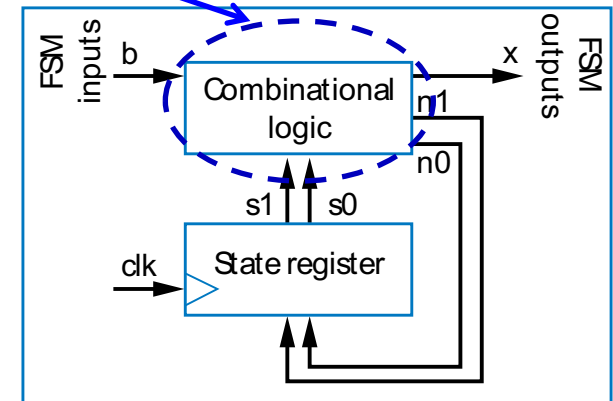 FSM
inputs
b
Combinational
logic
x
FSM
outputs
n1
n0
s1
s0
clk
State register